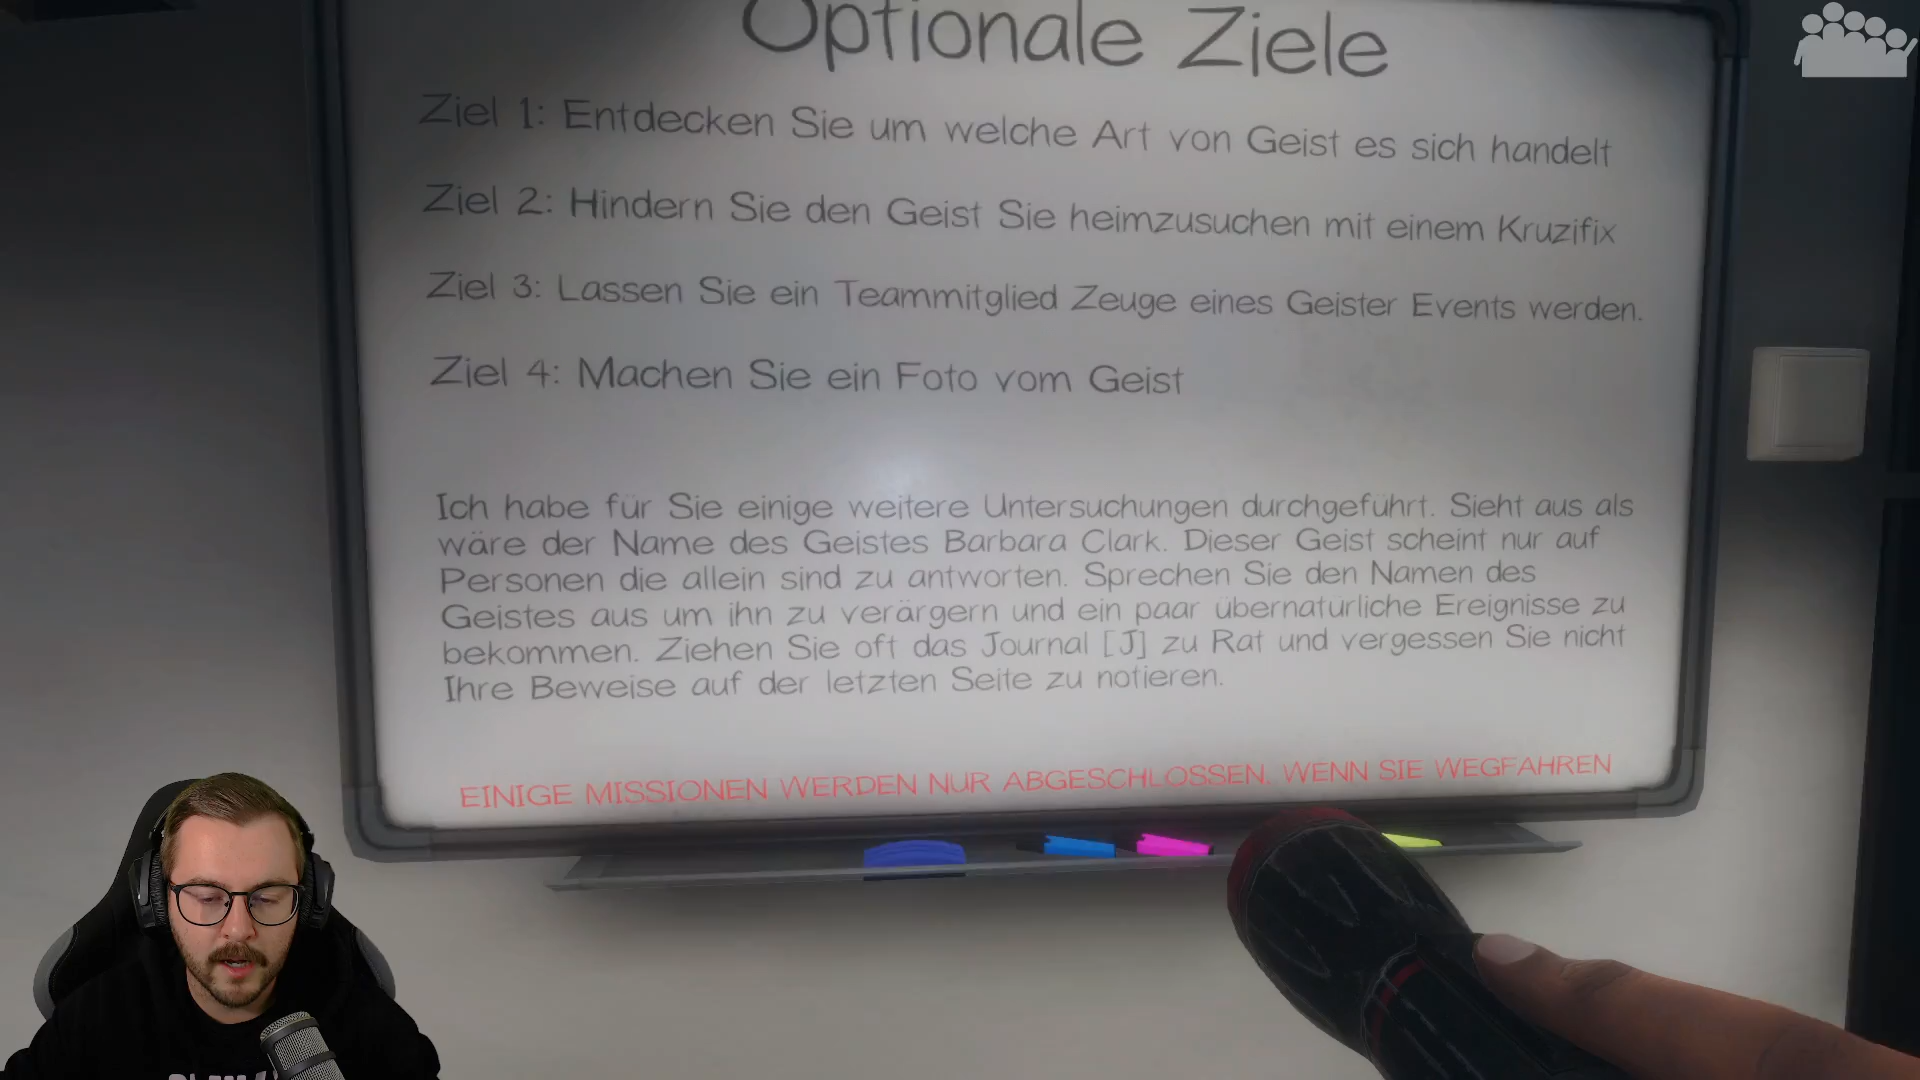 Optionale Ziele
Ziel 1: Entdecken Sie um welche Art von Geist es sich handelt
Ziel 2: Hindern Sie den Geist Sie heimzusuchen mit einem Kruzifix
Ziel 3: Lassen Sie ein Teammitglied Zeuge eines Geister Events werden.
Ziel 4: Machen Sie ein Foto vom Geist
Ich habe für Sie einige weitere Untersuchungen durchgeführt. Sieht aus als
wäre der Name des Geistes Barbara Clark. Dieser Geist scheint nur auf
Personen die allein sind zu antworten. Sprechen Sie den Namen des
Geistes aus um ihn zu verärgern und ein paar übernatürliche Ereignisse zu
bekommen. Ziehen Sie oft das Journal [J] zu Rat und vergessen Sie nicht
Ihre Beweise auf der letzten Seite zu notieren.
EINIGE MISSIONEN WERDEN NUR ABGESCHLOSSEN, WENN SIE WEGFAHREN